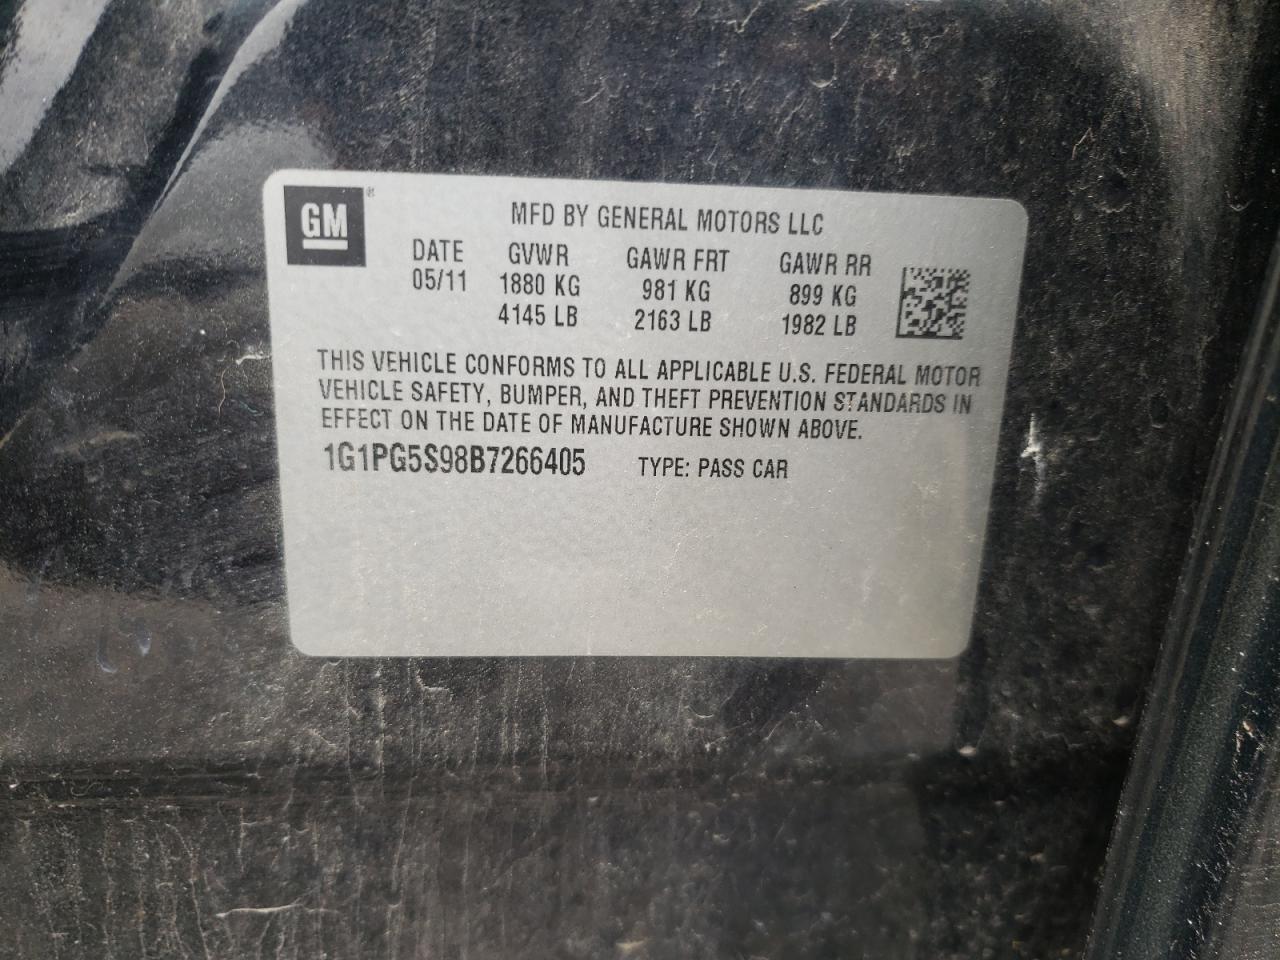 GM ®
MFD BY GENERAL MOTORS LLC
DATE GVWR GAWR FRT GAWR RR
05/11 1880 KG 981 KG 899 KG
4145 LB 2163 LB 1982 LB
THIS VEHICLE CONFORMS TO ALL APPLICABLE U.S. FEDERAL MOTOR
VEHICLE SAFETY, BUMPER, AND THEFT PREVENTION STANDARDS IN
EFFECT ON THE DATE OF MANUFACTURE SHOWN ABOVE.
1G1PG5S98B7266405 TYPE: PASS CAR